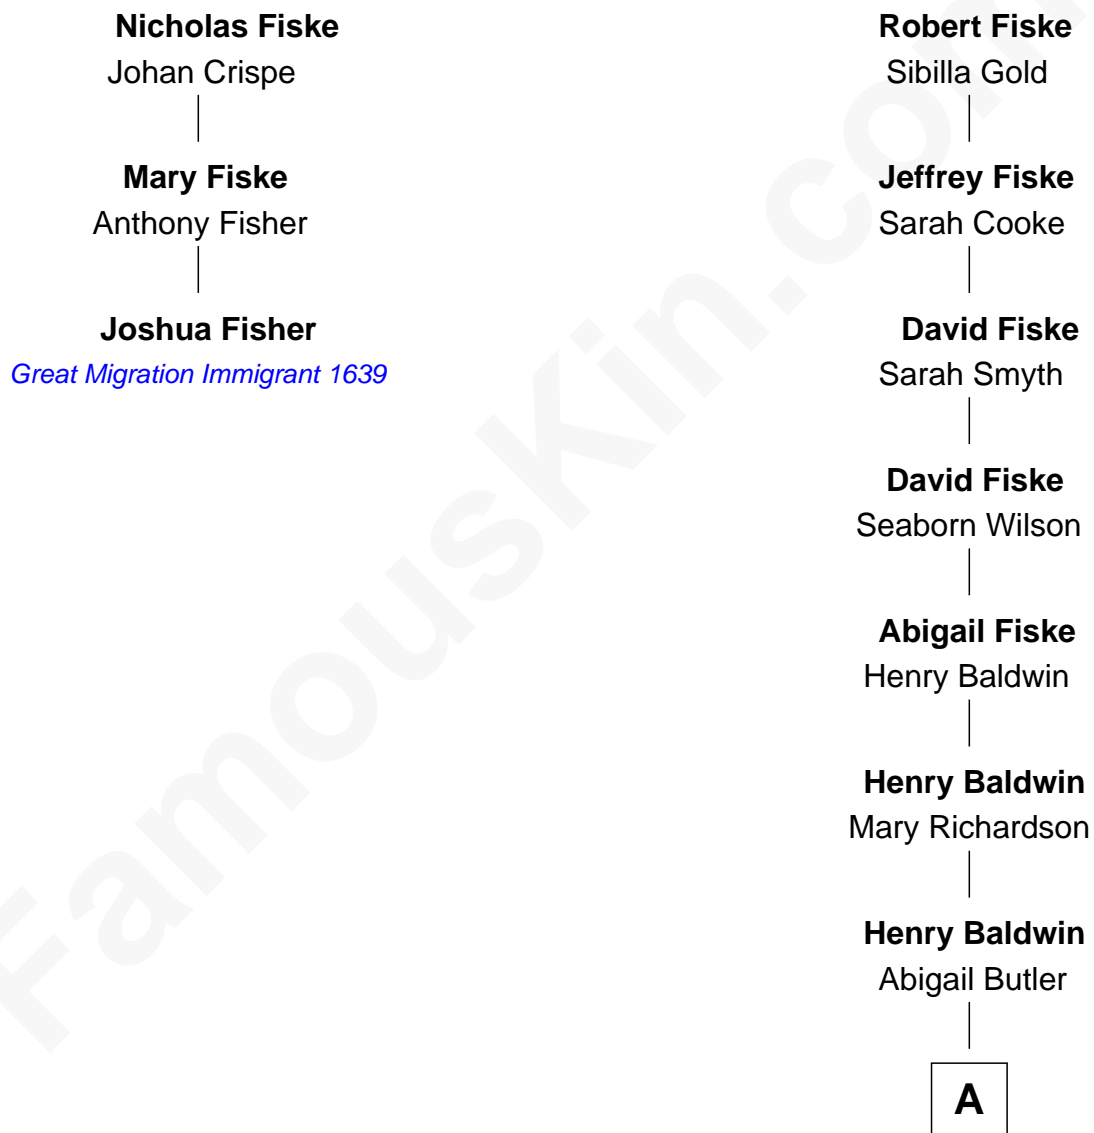 Nicholas Fiske
Johan Crispe
Mary Fiske
Anthony Fisher
Joshua Fisher
Great Migration Immigrant 1639
Robert Fiske
Sibilla Gold
Jeffrey Fiske
Sarah Cooke
David Fiske
Sarah Smyth
David Fiske
Seaborn Wilson
Abigail Fiske
Henry Baldwin
Henry Baldwin
Mary Richardson
Henry Baldwin
Abigail Butler
A
FamousKin.com